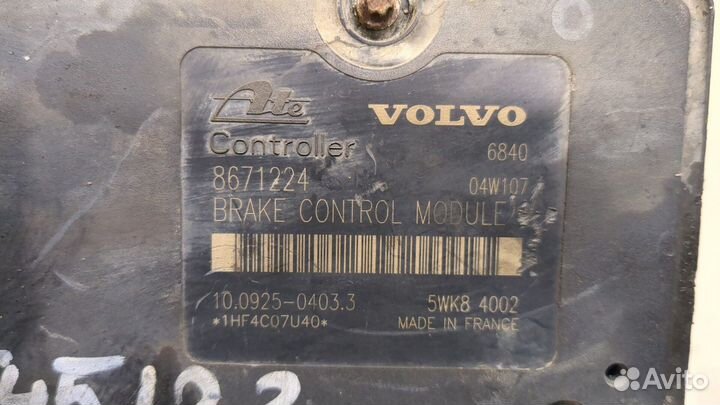 Ate VOLVO
Controller 6840
8671224 04W107
BRAKE CONTROL MODULE
10.0925-0403.3 5WK8 4002
*1HF4C07U40* MADE IN FRANCE
Avito